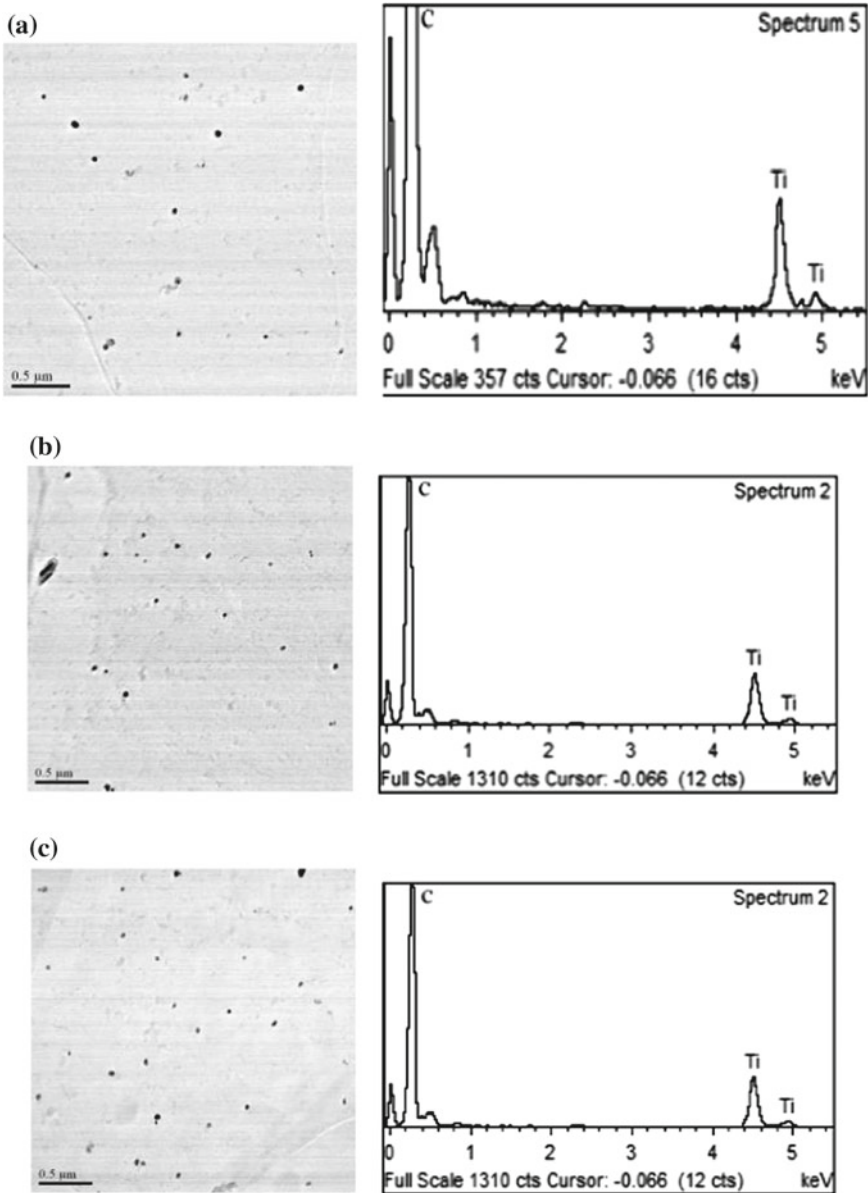 (a)
C
Spectrum 5
Ti
Ti
0 1 2 3 4 5
Full Scale 357 cts Cursor: -0.066 (16 cts) keV
0.5 µm
(b)
C
Spectrum 2
Ti
Ti
0 1 2 3 4 5
Full Scale 1310 cts Cursor: -0.066 (12 cts) keV
0.5 µm
(c)
C
Spectrum 2
Ti
Ti
0 1 2 3 4 5
Full Scale 1310 cts Cursor: -0.066 (12 cts) keV
0.5 µm